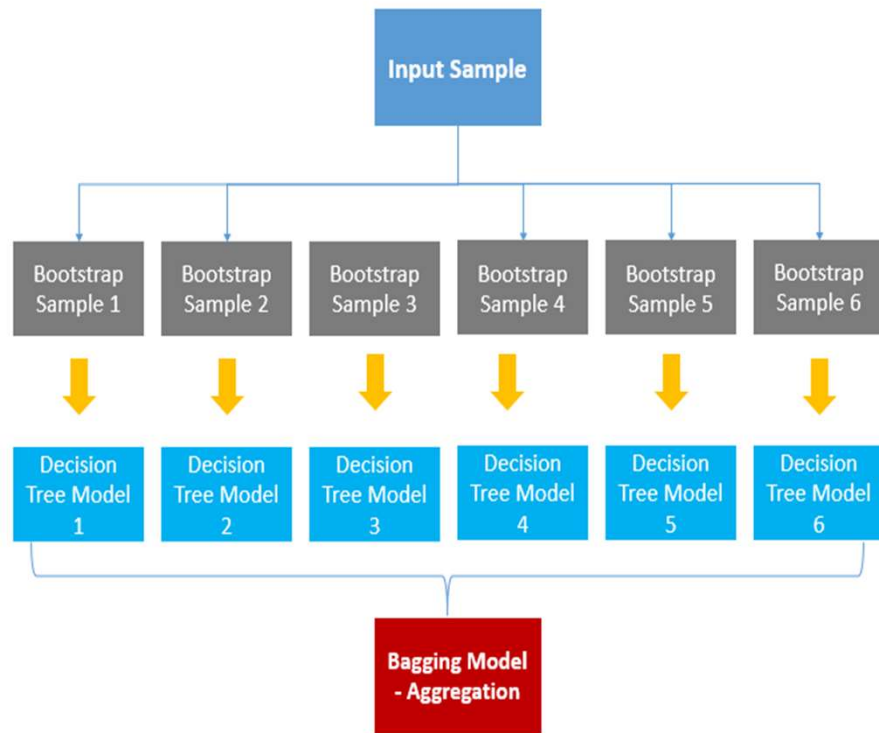 Input Sample
Bootstrap
Sample 1
Bootstrap
Sample 2
Bootstrap
Sample 3
Bootstrap
Sample 4
Bootstrap
Sample 5
Bootstrap
Sample 6
Decision
Tree Model
1
Decision
Tree Model
2
Decision
Tree Model
3
Decision
Tree Model
4
Decision
Tree Model
5
Decision
Tree Model
6
Bagging Model
- Aggregation